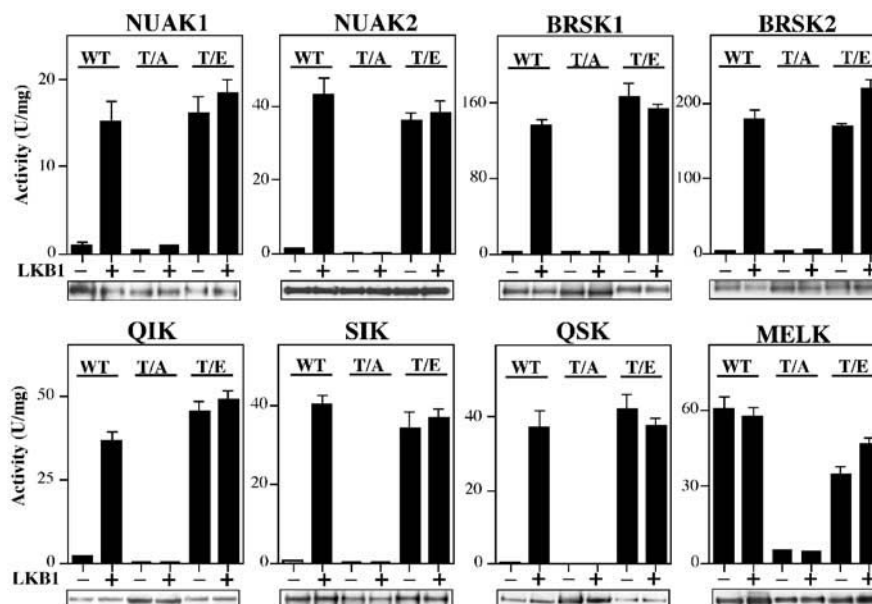 NUAK1 NUAK2 BRSK1 BRSK2
WT T/A T/E WT T/A T/E WT T/A T/E WT T/A T/E
Activity (U/mg)
20 10 0
40 20 0
160 80 0
200 100 0
LKB1 – + – + – + – + – + – + – + – + – + – + – + – +
QIK SIK QSK MELK
WT T/A T/E WT T/A T/E WT T/A T/E WT T/A T/E
Activity (U/mg)
50 25 0
40 20 0
40 20 0
60 30 0
LKB1 – + – + – + – + – + – + – + – + – + – + – + – +